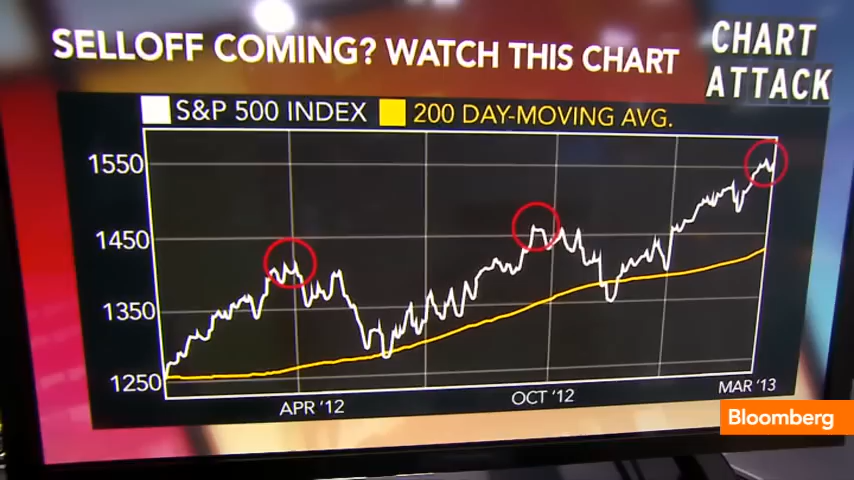 SELLOFF COMING? WATCH THIS CHART
CHART
ATTACK
S&P 500 INDEX
200 DAY-MOVING AVG.
1550
1450
1350
1250
APR '12
OCT '12
MAR '13
Bloomberg